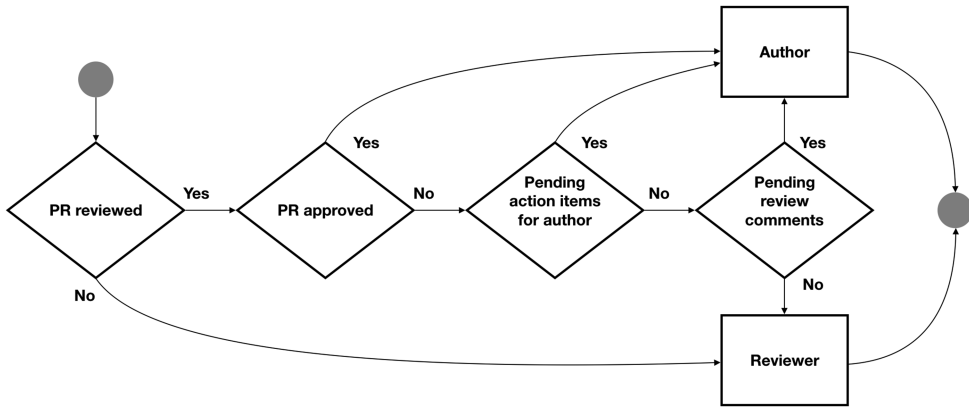 Author
Yes
Yes
Yes
PR reviewed
Yes
PR approved
No
Pending
action items
for author
No
Pending
review
comments
No
No
Reviewer